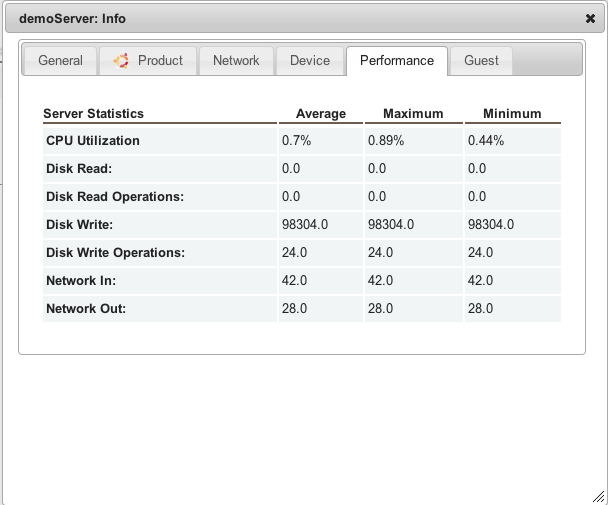 demoServer: Info
General Product Network Device Performance Guest
Server Statistics Average Maximum Minimum
CPU Utilization 0.7% 0.89% 0.44%
Disk Read: 0.0 0.0 0.0
Disk Read Operations: 0.0 0.0 0.0
Disk Write: 98304.0 98304.0 98304.0
Disk Write Operations: 24.0 24.0 24.0
Network In: 42.0 42.0 42.0
Network Out: 28.0 28.0 28.0